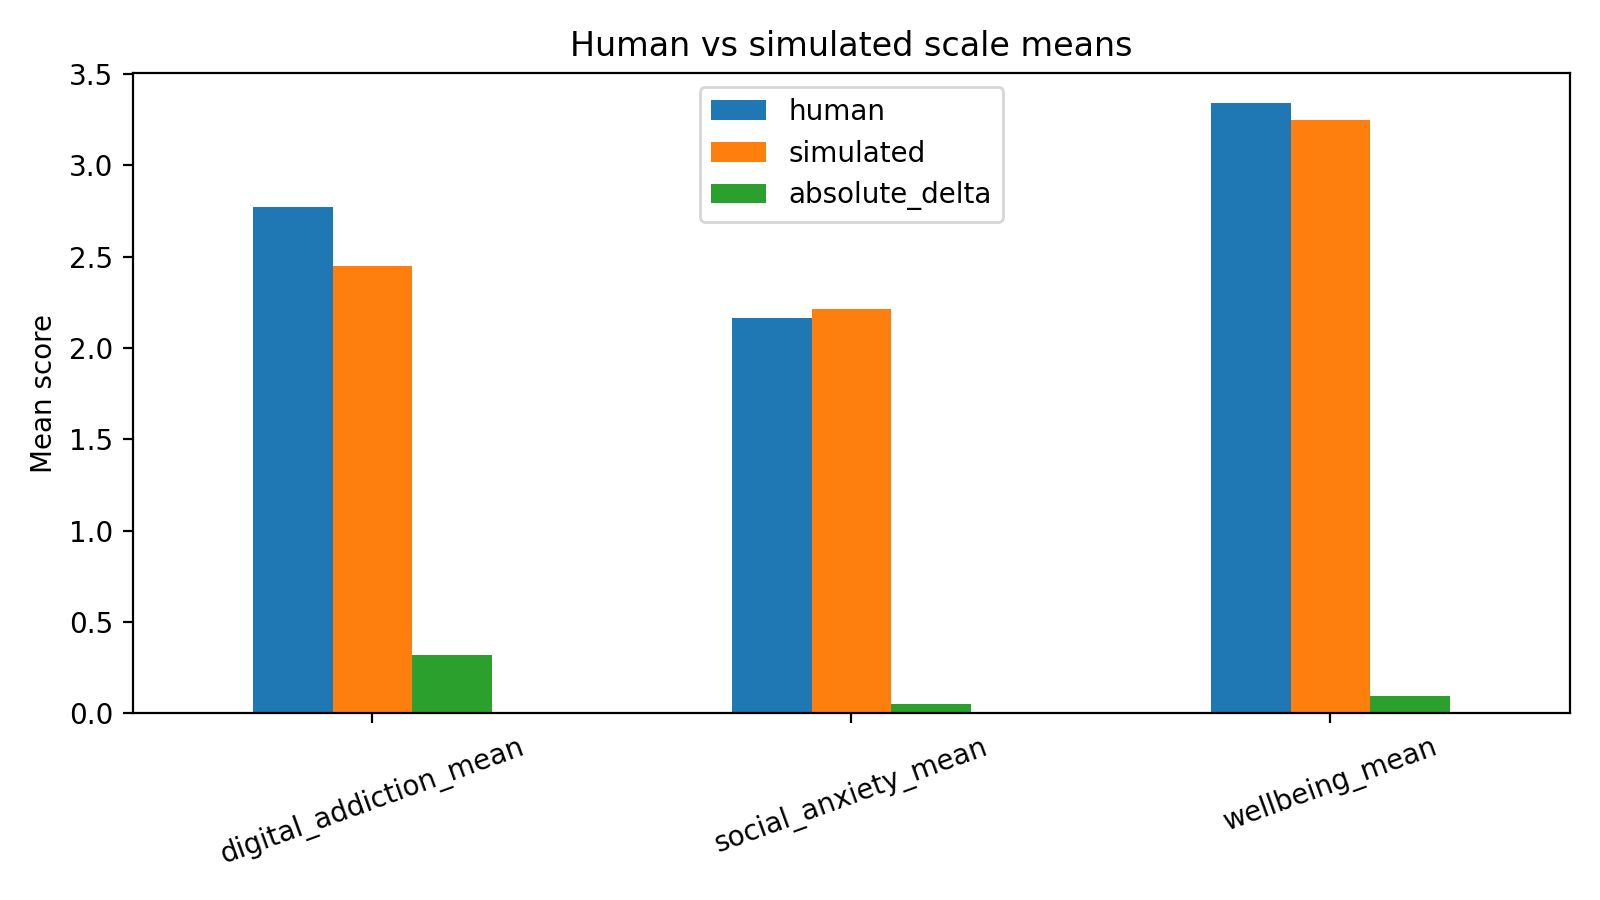 Human vs simulated scale means
human
simulated
absolute_delta
Mean score
3.5
3.0
2.5
2.0
1.5
1.0
0.5
0.0
digital_addiction_mean
social_anxiety_mean
wellbeing_mean